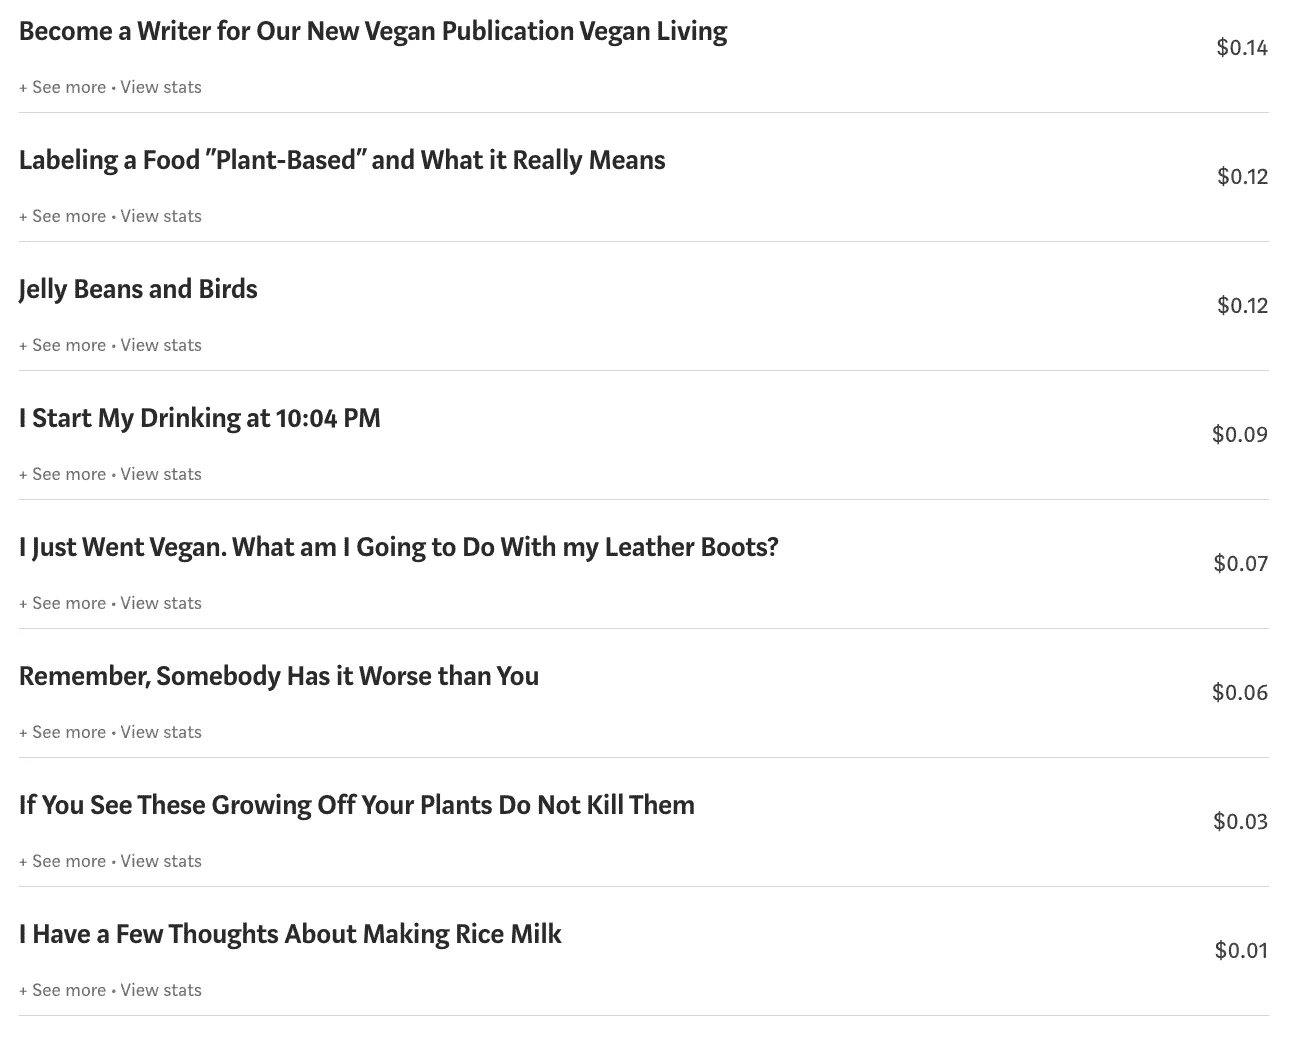 Become a Writer for Our New Vegan Publication Vegan Living
$0.14
+ See more • View stats
Labeling a Food "Plant-Based" and What it Really Means
$0.12
+ See more • View stats
Jelly Beans and Birds
$0.12
+ See more • View stats
I Start My Drinking at 10:04 PM
$0.09
+ See more • View stats
I Just Went Vegan. What am I Going to Do With my Leather Boots?
$0.07
+ See more • View stats
Remember, Somebody Has it Worse than You
$0.06
+ See more • View stats
If You See These Growing Off Your Plants Do Not Kill Them
$0.03
+ See more • View stats
I Have a Few Thoughts About Making Rice Milk
$0.01
+ See more • View stats